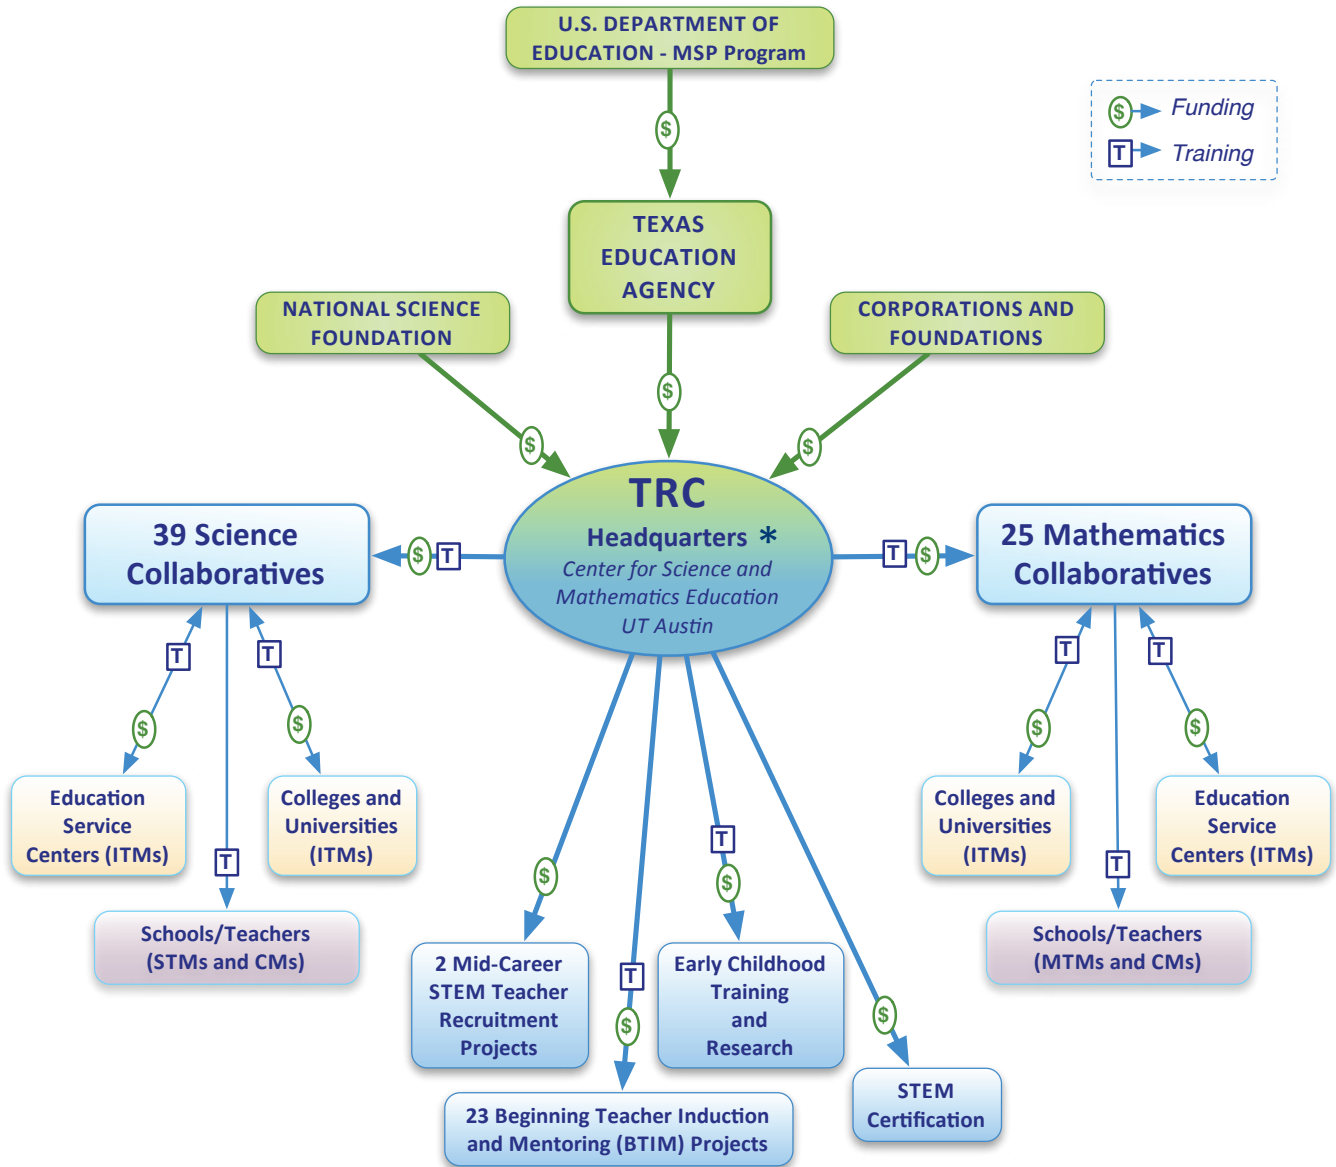 U.S. DEPARTMENT OF
EDUCATION - MSP Program
$
$ Funding
T Training
TEXAS
EDUCATION
AGENCY
NATIONAL SCIENCE
FOUNDATION
CORPORATIONS AND
FOUNDATIONS
$
$
$
TRC
Headquarters *
Center for Science and
Mathematics Education
UT Austin
39 Science
Collaboratives
$ T
T $
25 Mathematics
Collaboratives
T
T
T
T
$
$
$
$
Education
Service
Centers (ITMs)
Colleges and
Universities
(ITMs)
Colleges and
Universities
(ITMs)
Education
Service
Centers (ITMs)
T
$
T
$
T
Schools/Teachers
(STMs and CMs)
Schools/Teachers
(MTMs and CMs)
2 Mid-Career
STEM Teacher
Recruitment
Projects
T
$
Early Childhood
Training
and
Research
$
23 Beginning Teacher Induction
and Mentoring (BTIM) Projects
STEM
Certification